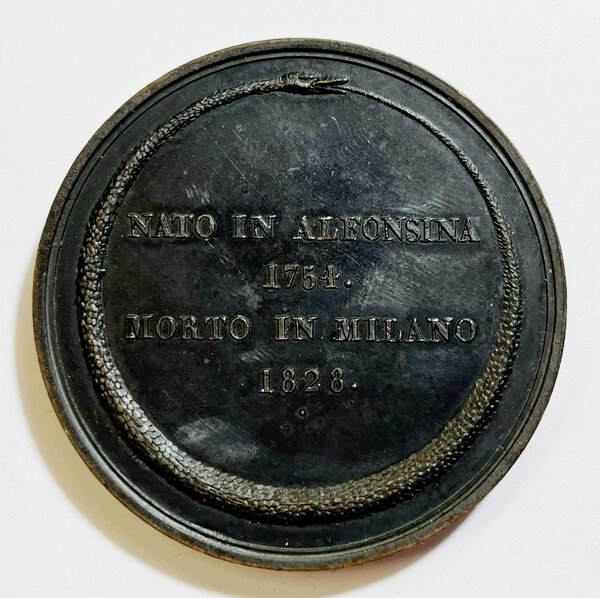 NATO IN ALFONSINA
1754.
MORTO IN MILANO
1828.